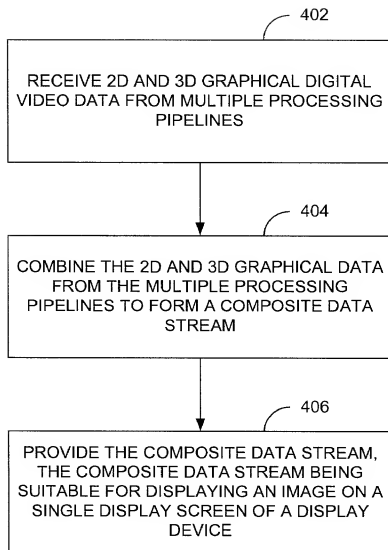 402
RECEIVE 2D AND 3D GRAPHICAL DIGITAL
VIDEO DATA FROM MULTIPLE PROCESSING
PIPELINES
404
COMBINE THE 2D AND 3D GRAPHICAL DATA
FROM THE MULTIPLE PROCESSING
PIPELINES TO FORM A COMPOSITE DATA
STREAM
406
PROVIDE THE COMPOSITE DATA STREAM,
THE COMPOSITE DATA STREAM BEING
SUITABLE FOR DISPLAYING AN IMAGE ON A
SINGLE DISPLAY SCREEN OF A DISPLAY
DEVICE